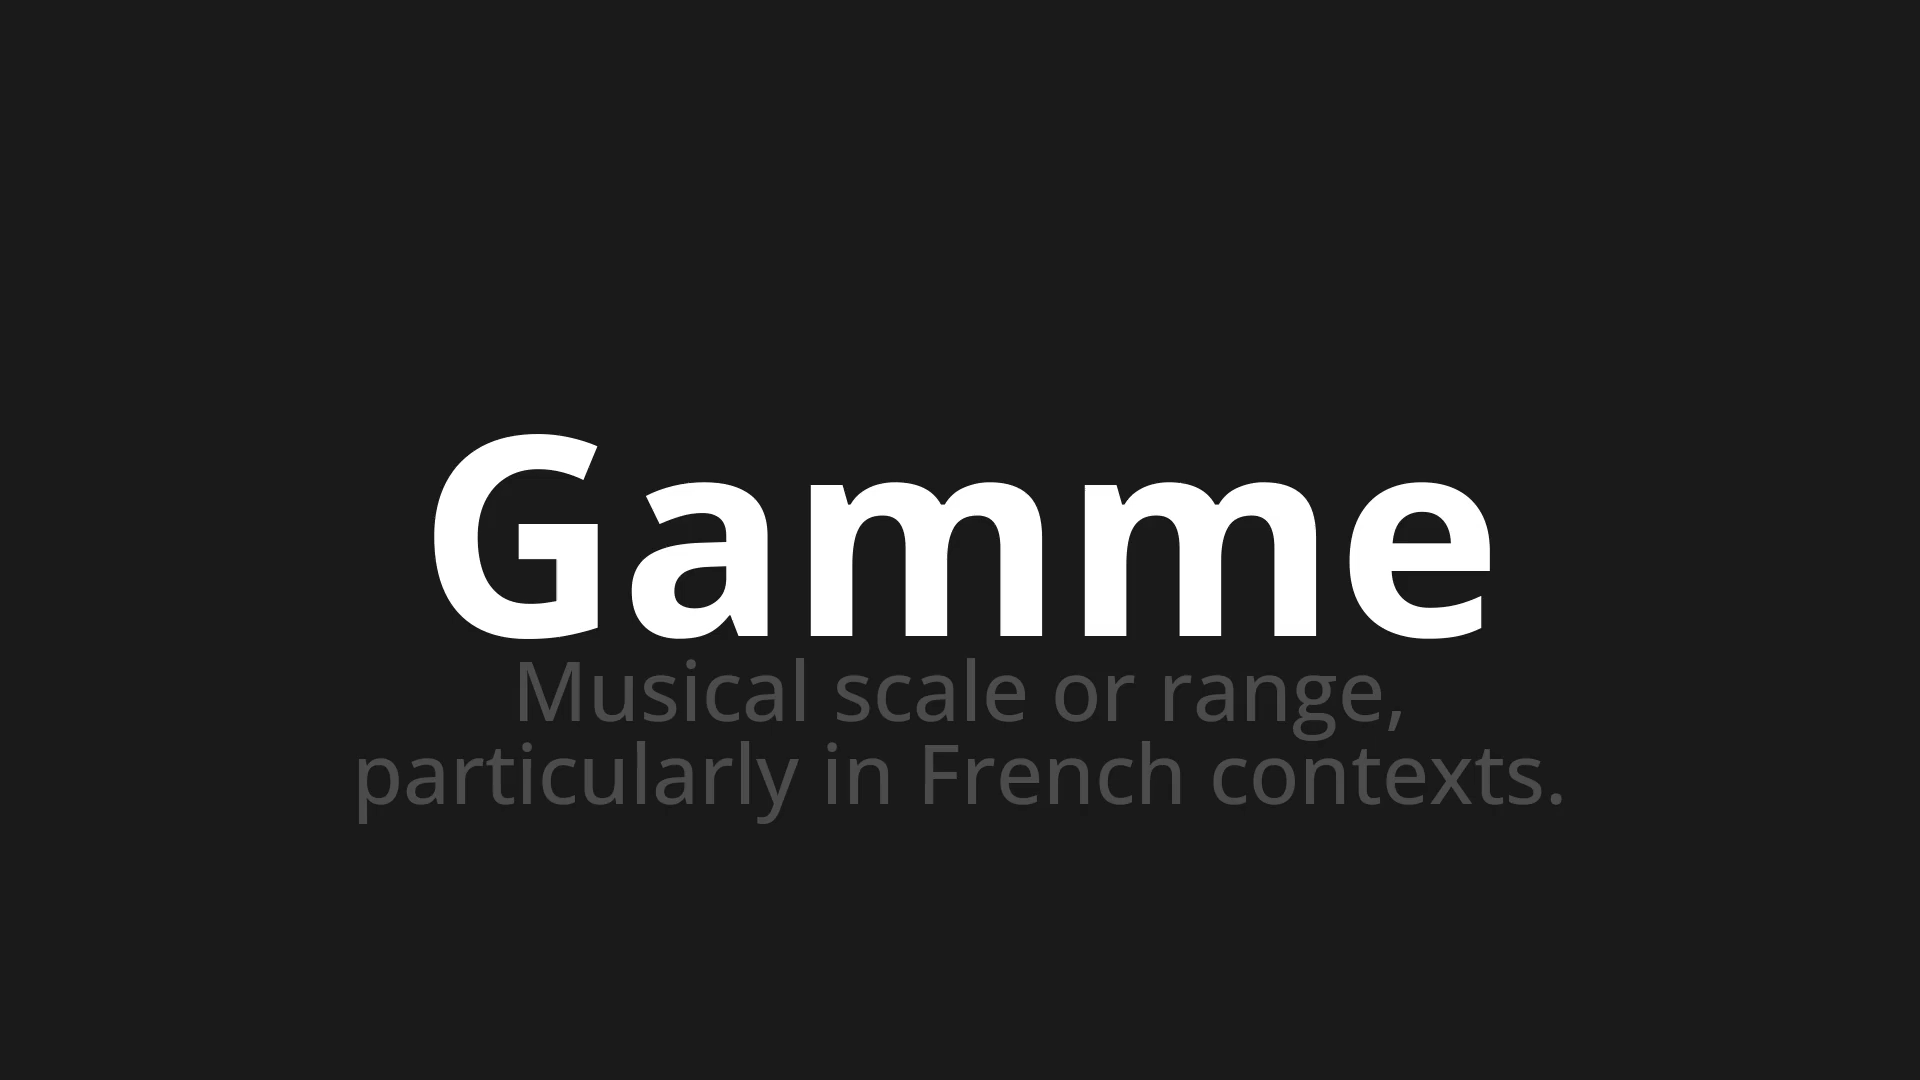 Gamme
Musical scale or range,
particularly in French contexts.